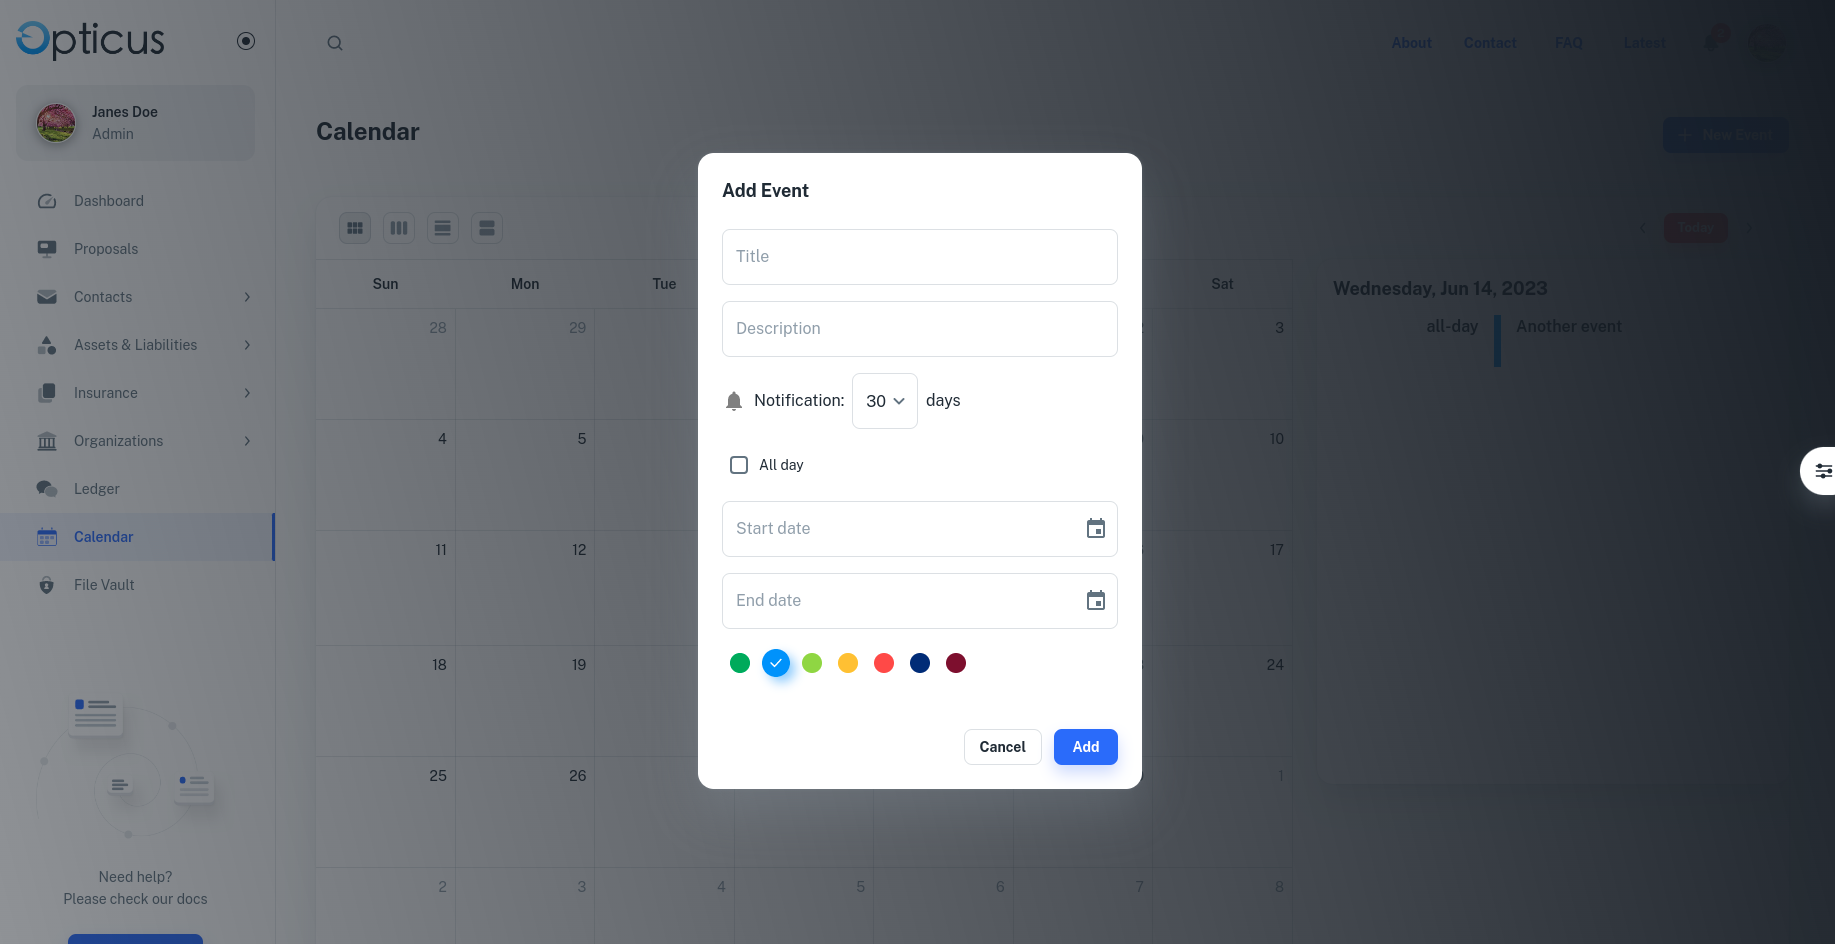 Opticus
About Contact FAQ Latest
Janes Doe
Admin
Dashboard
Proposals
Contacts
Assets & Liabilities
Insurance
Organizations
Ledger
Calendar
File Vault
Need help?
Please check our docs
Calendar
+ New Event
Today
Sun Mon Tue Sat
28 29 3
4 5 10
11 12 17
18 19 24
25 26 1
2 3 4 5 6 7 8
Wednesday, Jun 14, 2023
all-day Another event
Add Event
Title
Description
Notification: 30 days
All day
Start date
End date
Cancel Add